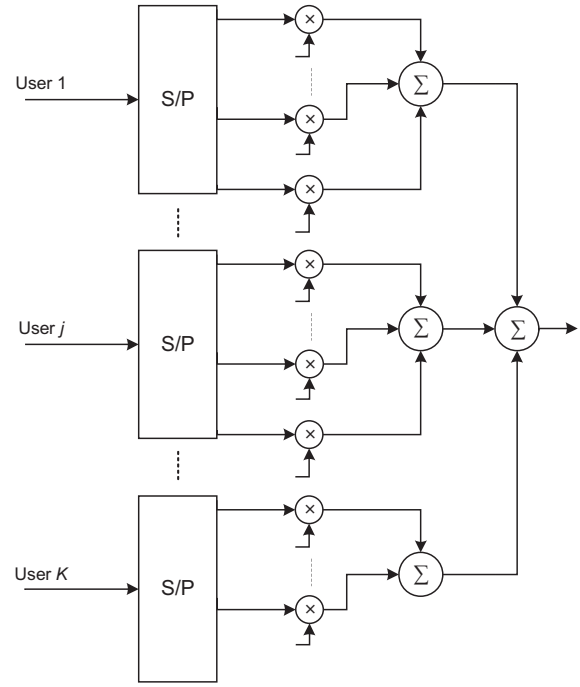 ×
User 1
S/P
Σ
×
×
×
User j
S/P
Σ
Σ
×
×
×
User K
S/P
Σ
×